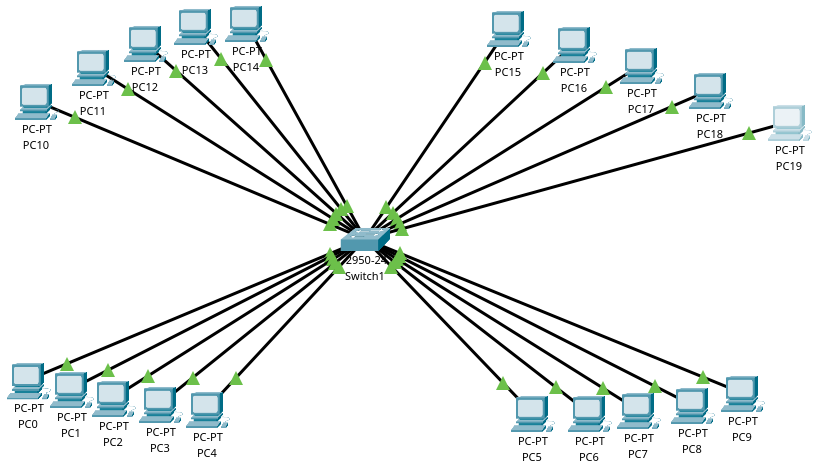 PC-PT
PC10
PC-PT
PC11
PC-PT
PC12
PC-PT
PC13
PC-PT
PC14
PC-PT
PC15
PC-PT
PC16
PC-PT
PC17
PC-PT
PC18
PC-PT
PC19
2950-24
Switch1
PC-PT
PC0
PC-PT
PC1
PC-PT
PC2
PC-PT
PC3
PC-PT
PC4
PC-PT
PC5
PC-PT
PC6
PC-PT
PC7
PC-PT
PC8
PC-PT
PC9